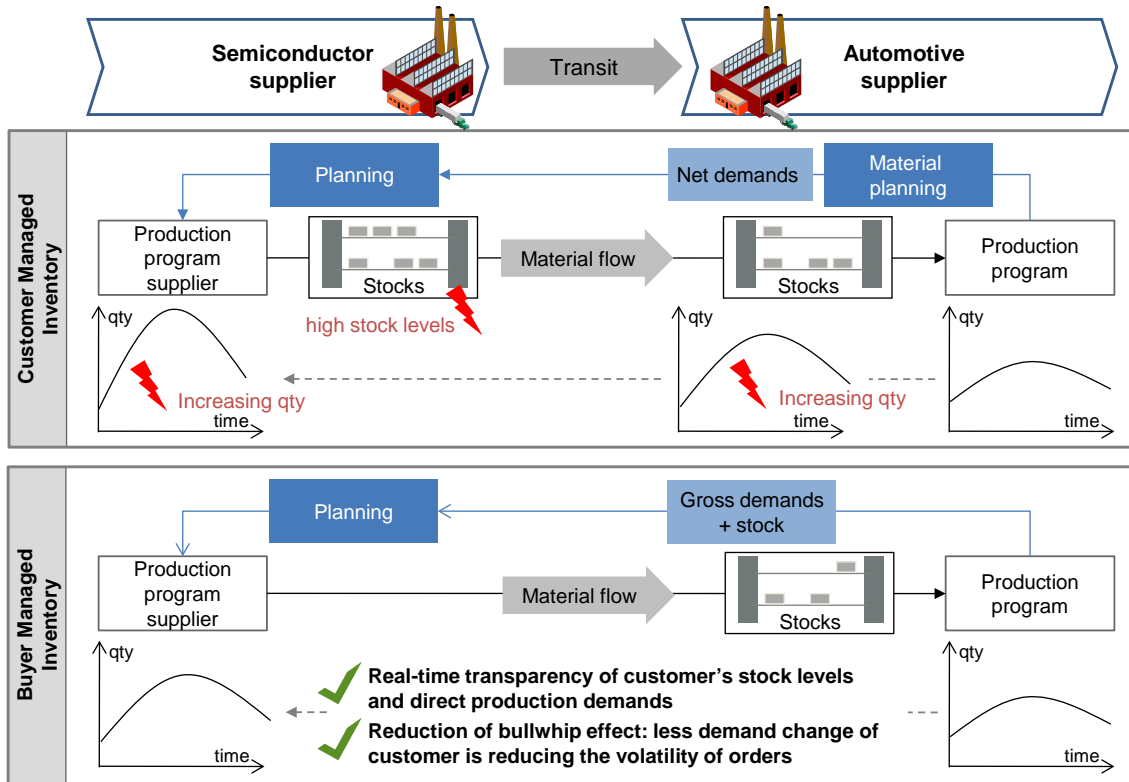 Semiconductor
supplier
Transit
Automotive
supplier
Customer Managed
Inventory
Planning
Net demands
Material
planning
Production
program
supplier
Stocks
Material flow
Stocks
Production
program
high stock levels
qty
Increasing qty
time
qty
Increasing qty
time
qty
time
Buyer Managed
Inventory
Planning
Gross demands
+ stock
Production
program
supplier
Material flow
Stocks
Production
program
qty
time
Real-time transparency of customer's stock levels
and direct production demands
Reduction of bullwhip effect: less demand change of
customer is reducing the volatility of orders
qty
time